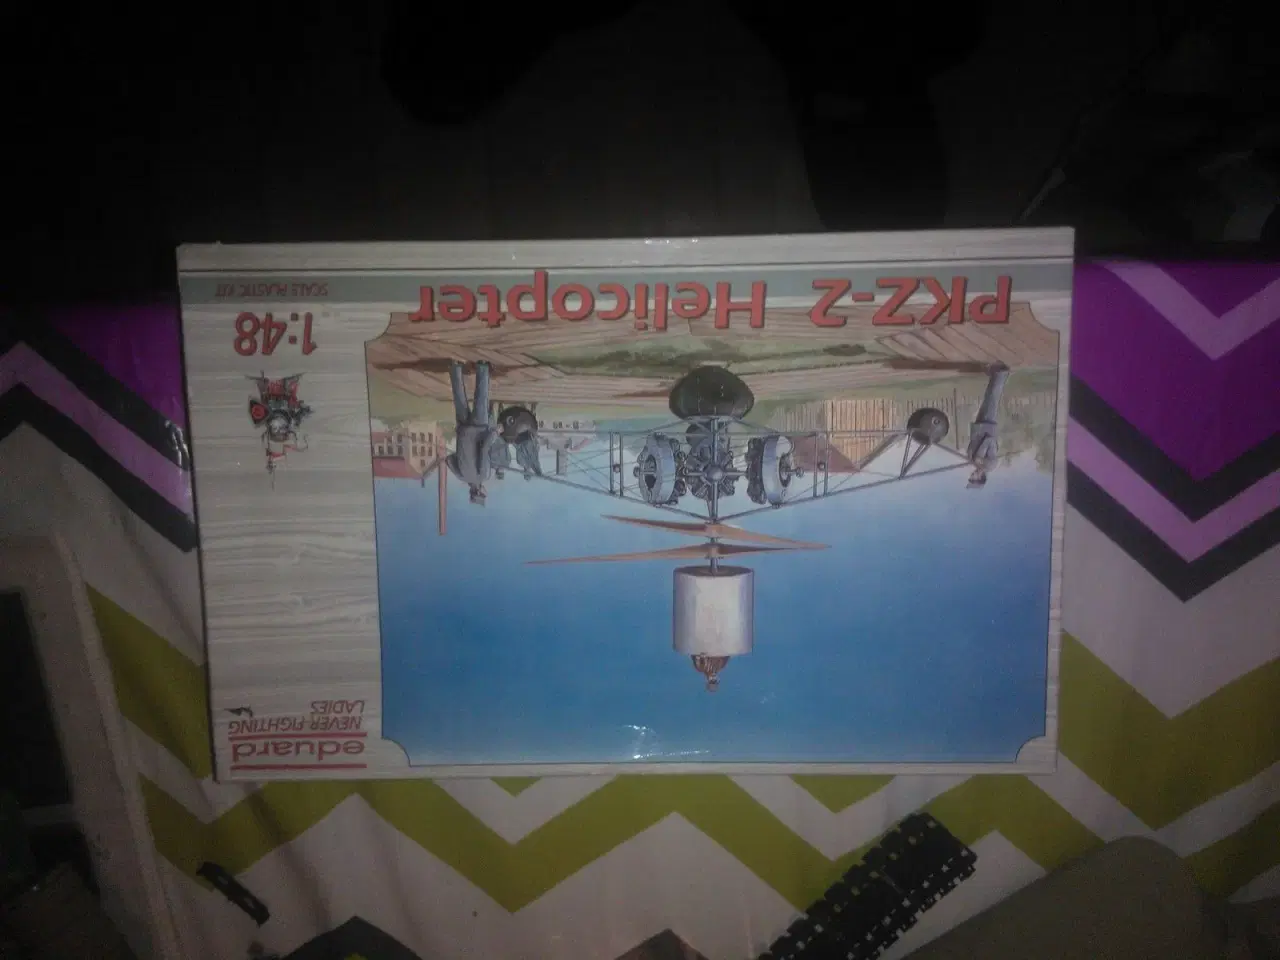 eduard
NEVER FIGHTING
LADIES
1:48
SCALE PLASTIC KIT
PKZ-2 Helicopter